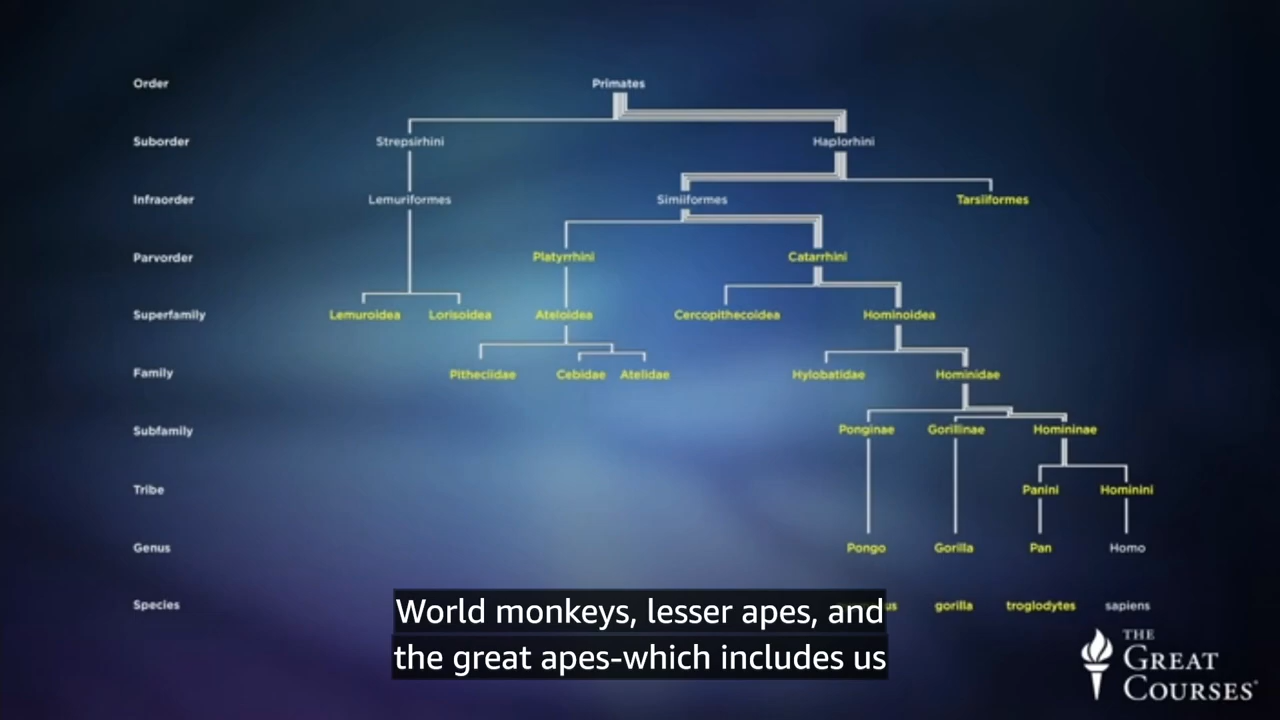 Order Primates
Suborder Strepsirhini Haplorhini
Infraorder Lemuriformes Simiiformes Tarsiiformes
Parvorder Platyrrhini Catarrhini
Superfamily Lemuroidea Lorisoidea Ateloidea Cercopithecoidea Hominoidea
Family Pitheciidae Cebidae Atelidae Hylobatidae Hominidae
Subfamily Ponginae Gorillinae Homininae
Tribe Panini Hominini
Genus Pongo Gorilla Pan Homo
Species gorilla troglodytes sapiens
World monkeys, lesser apes, and
the great apes-which includes us
THE
GREAT
COURSES